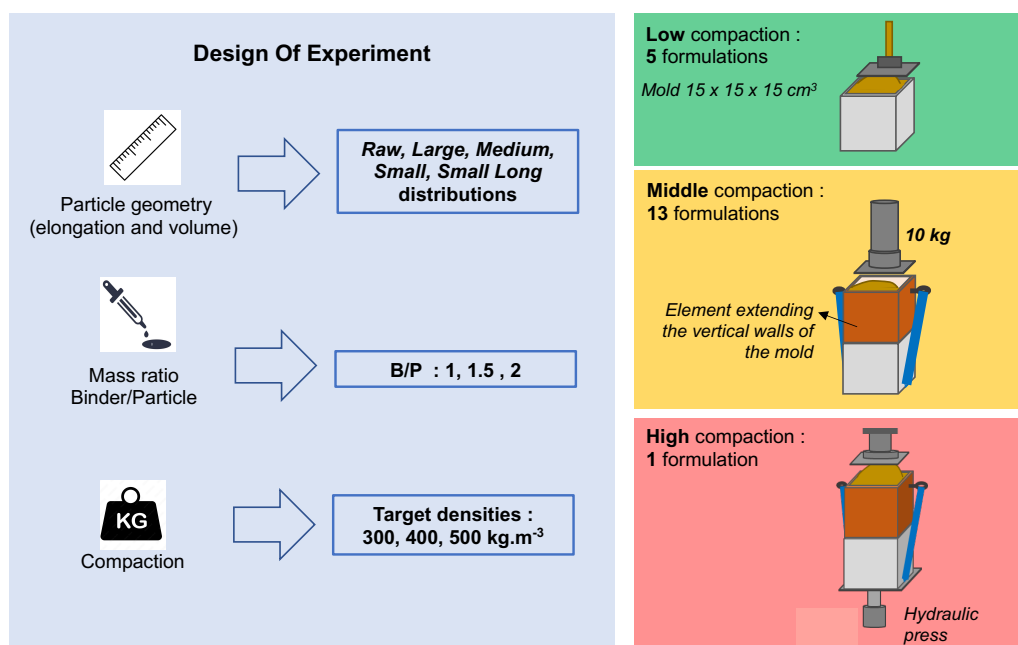 Design Of Experiment
Particle geometry
(elongation and volume)
Raw, Large, Medium,
Small, Small Long
distributions
Mass ratio
Binder/Particle
B/P : 1, 1.5 , 2
KG
Compaction
Target densities :
300, 400, 500 kg.m⁻³
Low compaction :
5 formulations
Mold 15 x 15 x 15 cm³
Middle compaction :
13 formulations
10 kg
Element extending
the vertical walls of
the mold
High compaction :
1 formulation
Hydraulic
press